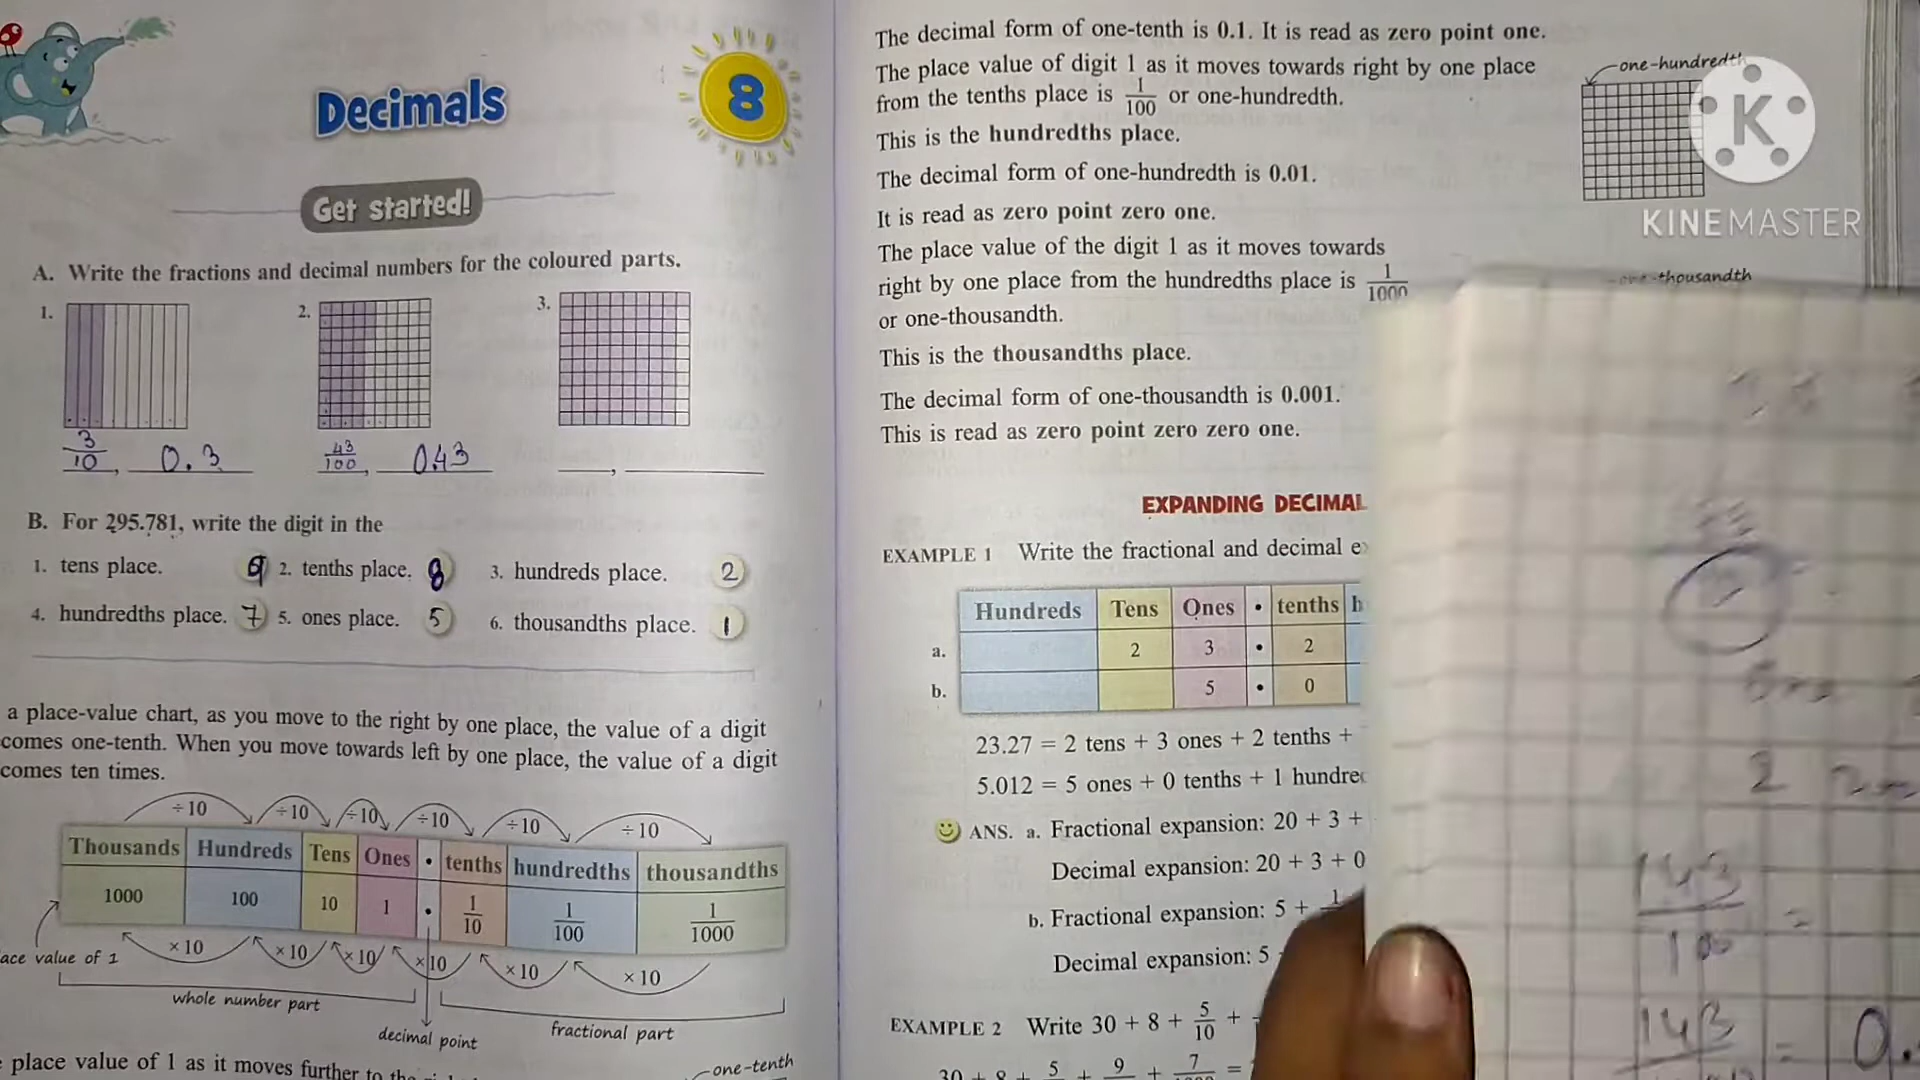 Decimals
8
Get started!
A. Write the fractions and decimal numbers for the coloured parts.
1.
2.
3.
3/10, 0.3
43/100, 0.43
B. For 295.781, write the digit in the
1. tens place. 9 2. tenths place. 8 3. hundreds place. 2
4. hundredths place. 7 5. ones place. 5 6. thousandths place. 1
a place-value chart, as you move to the right by one place, the value of a digit
comes one-tenth. When you move towards left by one place, the value of a digit
comes ten times.
÷10 ÷10 ÷10 ÷10 ÷10 ÷10
Thousands Hundreds Tens Ones • tenths hundredths thousandths
1000 100 10 1 • 1/10 1/100 1/1000
×10 ×10 ×10 ×10 ×10 ×10
ace value of 1
whole number part
decimal point
fractional part
place value of 1 as it moves further to the
one-tenth
The decimal form of one-tenth is 0.1. It is read as zero point one.
The place value of digit 1 as it moves towards right by one place
from the tenths place is 1/100 or one-hundredth.
This is the hundredths place.
The decimal form of one-hundredth is 0.01.
It is read as zero point zero one.
The place value of the digit 1 as it moves towards
right by one place from the hundredths place is 1/1000
or one-thousandth.
This is the thousandths place.
The decimal form of one-thousandth is 0.001.
This is read as zero point zero zero one.
one-hundredth
K
KINEMASTER
-thousandth
EXPANDING DECIMAL
EXAMPLE 1 Write the fractional and decimal e
Hundreds Tens Ones • tenths h
a. 2 3 • 2
b. 5 • 0
23.27 = 2 tens + 3 ones + 2 tenths +
5.012 = 5 ones + 0 tenths + 1 hundre
ANS. a. Fractional expansion: 20 + 3 +
Decimal expansion: 20 + 3 + 0
b. Fractional expansion: 5 +
Decimal expansion: 5
EXAMPLE 2 Write 30 + 8 + 5/10 +
30 + 8 + 5 + 9 + 7 =
2
143/100 =
143 = 0.